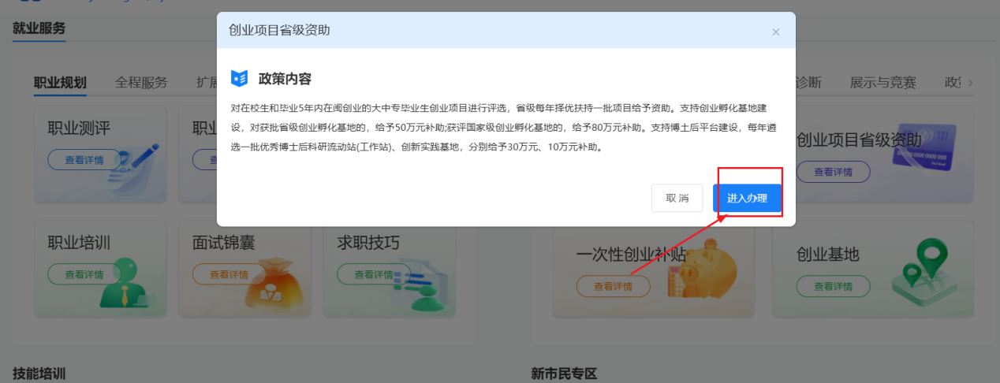 就业服务
创业项目省级资助
×
政策内容
对在校生和毕业5年内在闽创业的大中专毕业生创业项目进行评选，省级每年择优扶持一批项目给予资助。支持创业孵化基地建
设，对获批省级创业孵化基地的，给予50万元补助;获评国家级创业孵化基地的，给予80万元补助。支持博士后平台建设，每年遴
选一批优秀博士后科研流动站(工作站)、创新实践基地，分别给予30万元、10万元补助。
取消 进入办理
职业规划 全程服务 扩展
诊断 展示与竞赛
职业测评
查看详情
职业
创业项目省级资助
查看详情
职业培训
查看详情
面试锦囊
查看详情
求职技巧
查看详情
一次性创业补贴
查看详情
创业基地
查看详情
技能培训
新市民专区